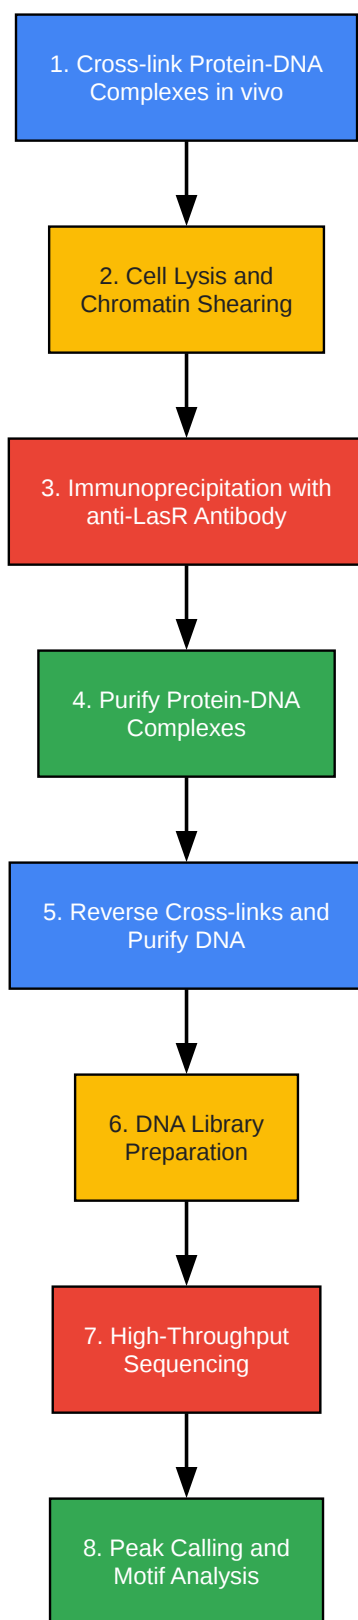 1. Cross-link Protein-DNA
Complexes in vivo
2. Cell Lysis and
Chromatin Shearing
3. Immunoprecipitation with
anti-LasR Antibody
4. Purify Protein-DNA
Complexes
5. Reverse Cross-links and
Purify DNA
6. DNA Library
Preparation
7. High-Throughput
Sequencing
8. Peak Calling and
Motif Analysis